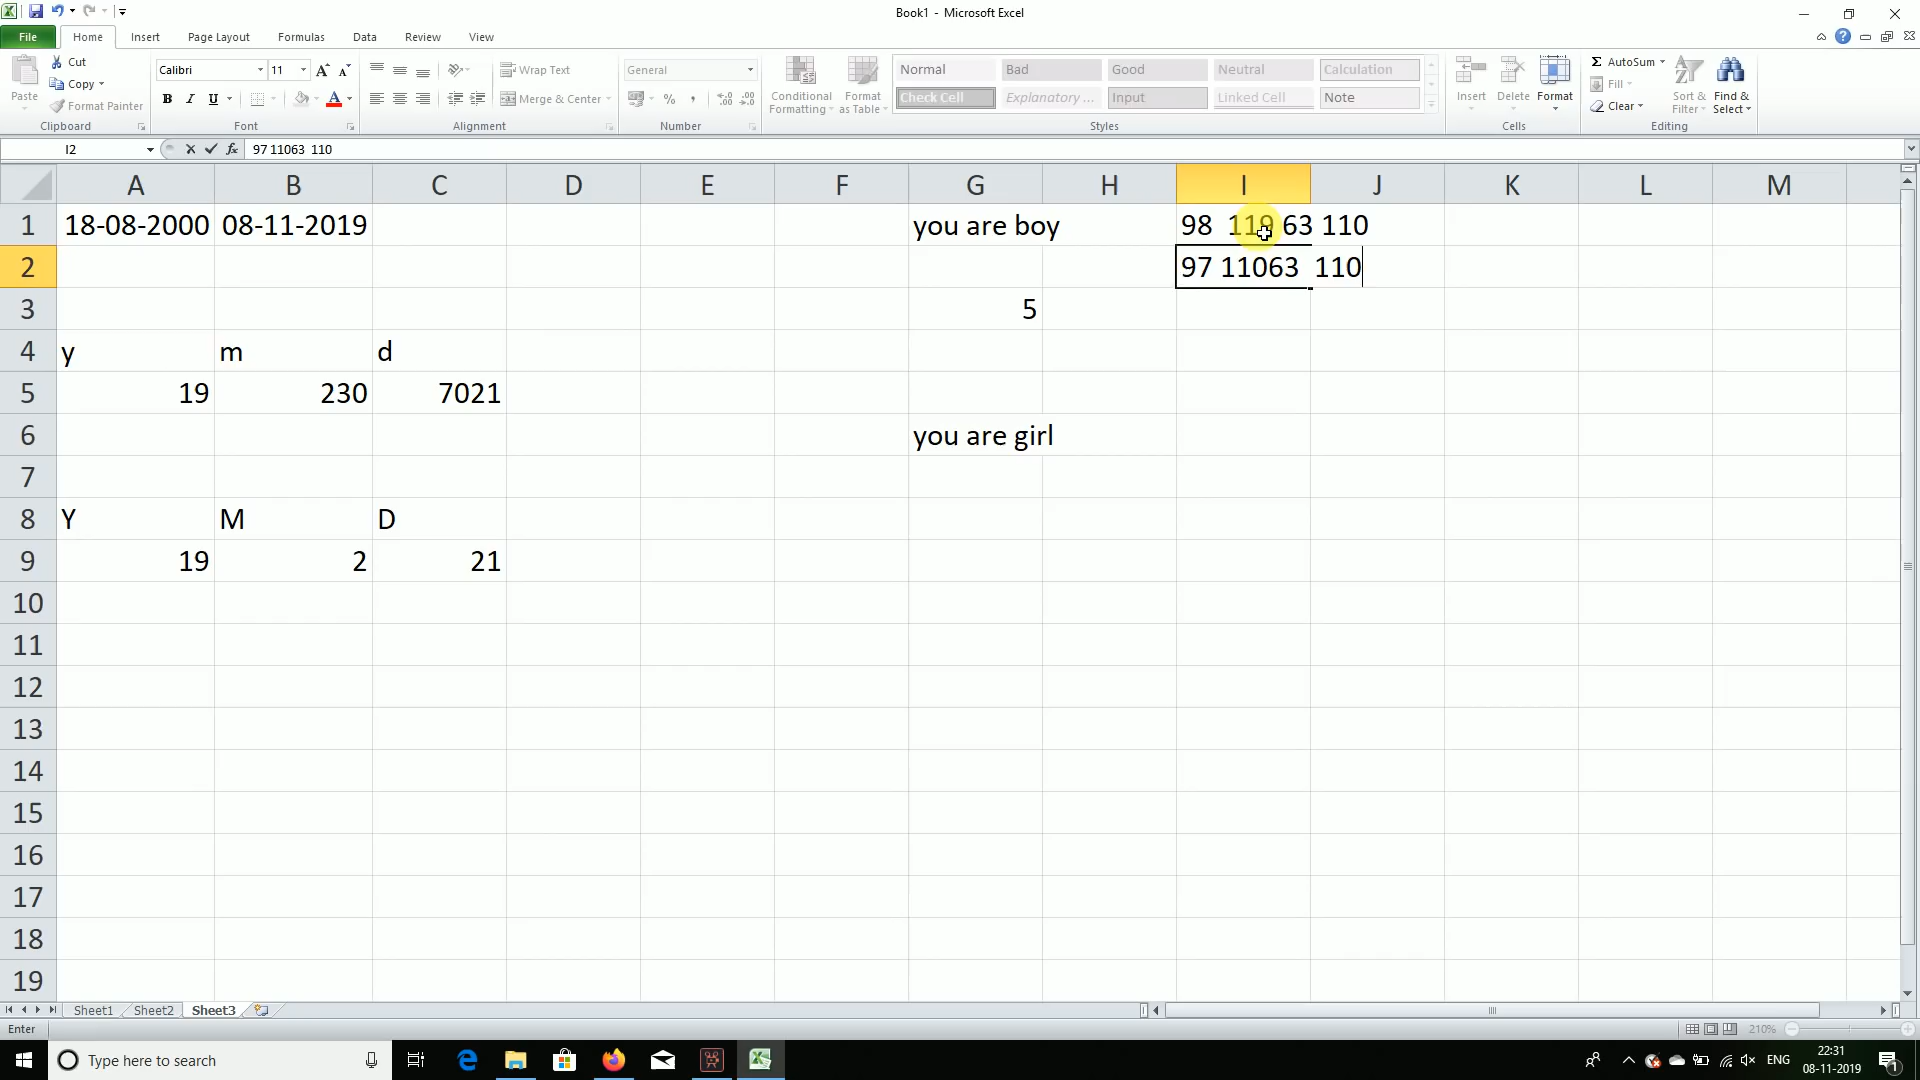 Book1 - Microsoft Excel
File Home Insert Page Layout Formulas Data Review View
Paste
Cut
Copy
Format Painter
Clipboard
Calibri 11
B I U
Font
Wrap Text
Merge & Center
Alignment
General
Number
Conditional Formatting
Format as Table
Normal Bad Good Neutral Calculation
Check Cell Explanatory ... Input Linked Cell Note
Styles
Insert Delete Format
Cells
AutoSum
Fill
Clear
Sort & Filter
Find & Select
Editing
I2 97 11063  110
A B C D E F G H I J K L M
1 18-08-2000 08-11-2019 you are boy 98  119 63 110
2 97 11063  110
3 5
4 y m d
5 19 230 7021
6 you are girl
7
8 Y M D
9 19 2 21
10
11
12
13
14
15
16
17
18
19
Sheet1 Sheet2 Sheet3
Enter 210%
Type here to search
ENG
22:31
08-11-2019
1